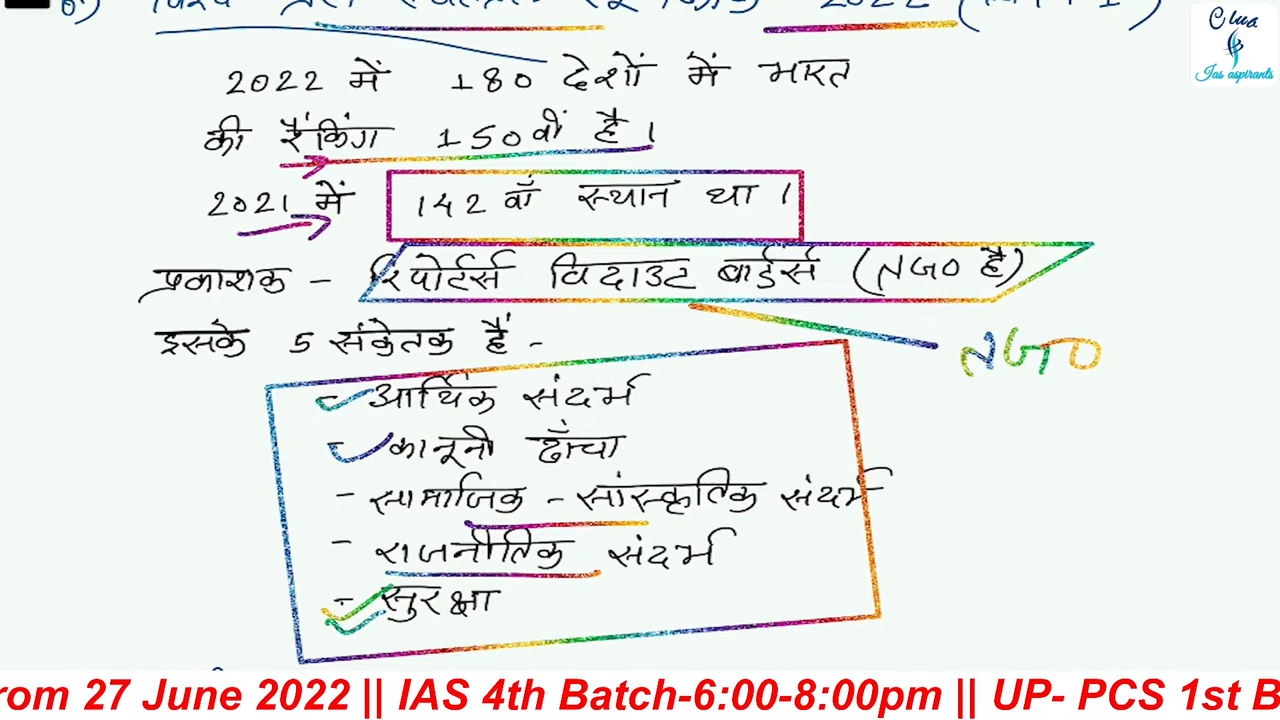 2022
Clue
Ias aspirants
2022 में 180 देशों में भारत
की रैंकिंग 150वीं है।
2021 में 142 वाँ स्थान था।
प्रकाशक - रिपोर्टर्स विदाउट बार्डर्स (NGO है)
इसके 5 संकेतक हैं -
NGO
- आर्थिक संदर्भ
- कानूनी ढाँचा
- सामाजिक - सांस्कृतिक संदर्भ
- राजनीतिक संदर्भ
- सुरक्षा
rom 27 June 2022 || IAS 4th Batch-6:00-8:00pm || UP- PCS 1st B